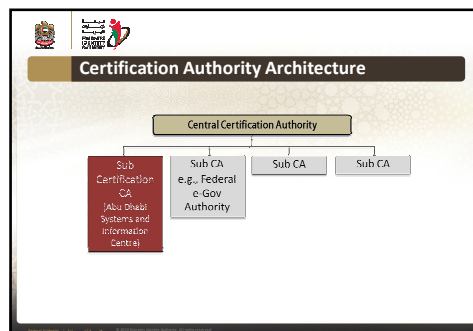 Certification Authority Architecture
Central Certification Authority
Sub
Certification
CA
(Abu Dhabi
Systems and
Information
Centre)
Sub CA
e.g., Federal
e-Gov
Authority
Sub CA
Sub CA